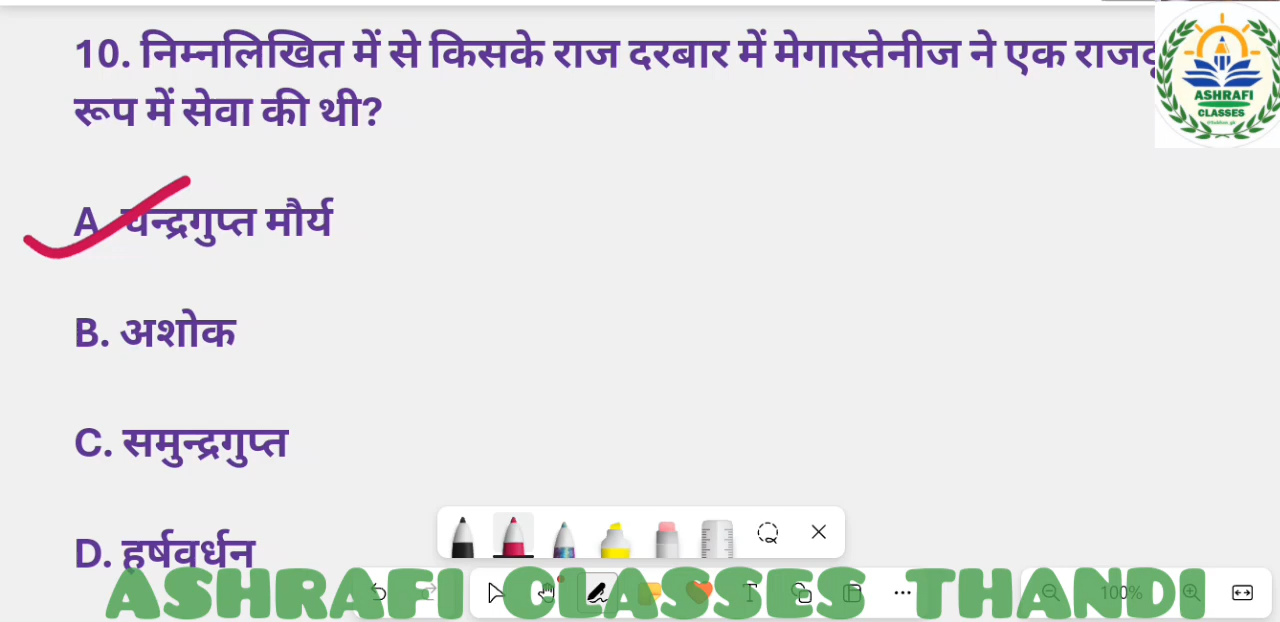 10. निम्नलिखित में से किसके राज दरबार में मेगास्तेनीज ने एक
रूप में सेवा की थी?
ASHRAFI
CLASSES
A. चन्द्रगुप्त मौर्य
B. अशोक
C. समुन्द्रगुप्त
D. हर्षवर्धन
100%
ASHRAFI CLASSES THANDI